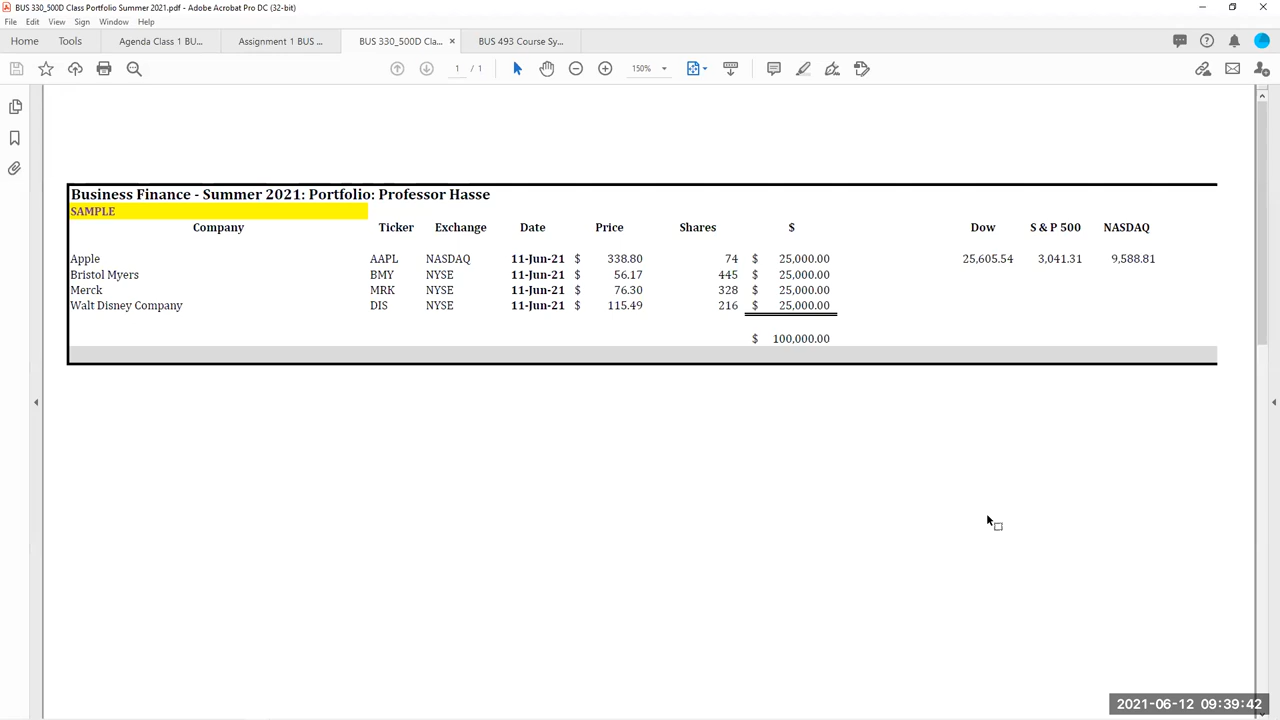 BUS 330_500D Class Portfolio Summer 2021.pdf - Adobe Acrobat Pro DC (32-bit)
File Edit View Sign Window Help
Home Tools Agenda Class 1 BU... Assignment 1 BUS ... BUS 330_500D Cla... × BUS 493 Course Sy...
1 / 1 150%
Business Finance - Summer 2021: Portfolio: Professor Hasse
SAMPLE
Company Ticker Exchange Date Price Shares $ Dow S & P 500 NASDAQ
Apple AAPL NASDAQ 11-Jun-21 $ 338.80 74 $ 25,000.00 25,605.54 3,041.31 9,588.81
Bristol Myers BMY NYSE 11-Jun-21 $ 56.17 445 $ 25,000.00
Merck MRK NYSE 11-Jun-21 $ 76.30 328 $ 25,000.00
Walt Disney Company DIS NYSE 11-Jun-21 $ 115.49 216 $ 25,000.00
$ 100,000.00
2021-06-12 09:39:42